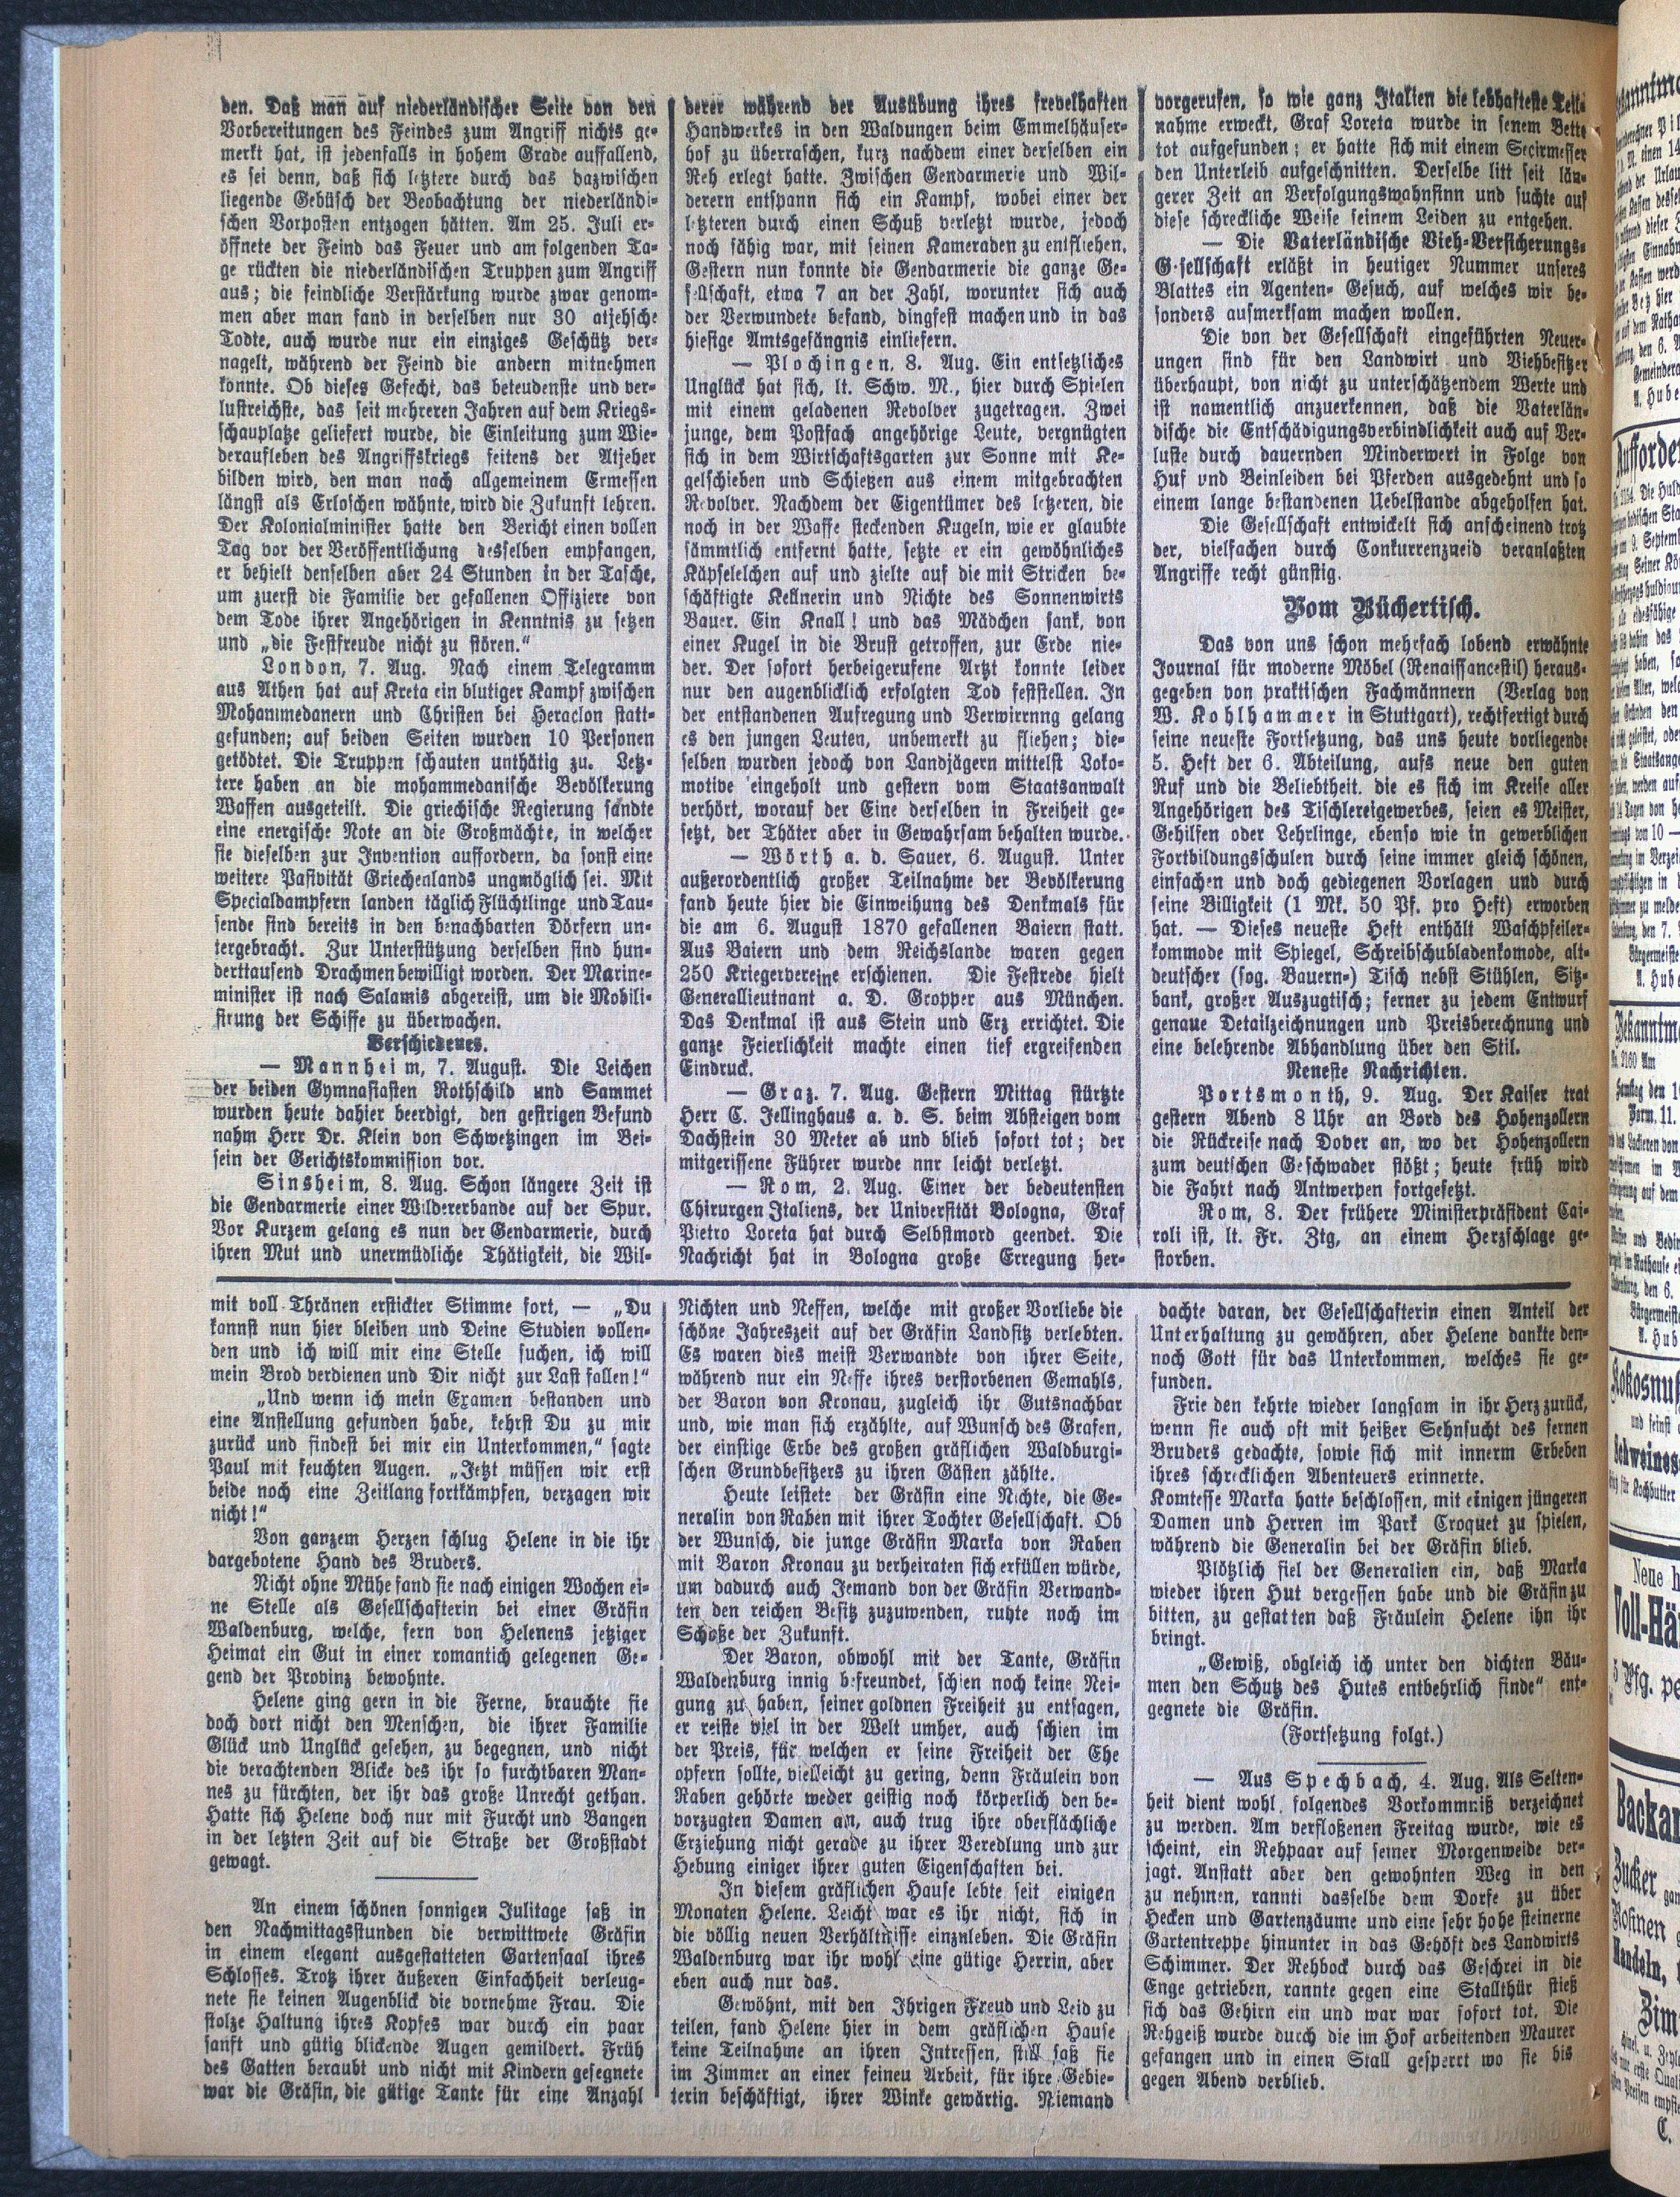 den. Daß man auf niederländischer Seite von den
Vorbereitungen des Feindes zum Angriff nichts ge-
merkt hat, ist jedenfalls in hohem Grade auffallend,
es sei denn, daß sich letztere durch das dazwischen
liegende Gebüsch der Beobachtung der niederländi-
schen Vorposten entzogen hätten. Am 25. Juli er-
öffnete der Feind das Feuer und am folgenden Ta-
ge rückten die niederländischen Truppen zum Angriff
aus; die feindliche Verstärkung wurde zwar genom-
men aber man fand in derselben nur 30 atjehsche
Todte, auch wurde nur ein einziges Geschütz ver-
nagelt, während der Feind die andern mitnehmen
konnte. Ob dieses Gefecht, das beteudenste und ver-
lustreichste, das seit mehreren Jahren auf dem Kriegs-
schauplatze geliefert wurde, die Einleitung zum Wie-
deraufleben des Angriffskriegs seitens der Atjeher
bilden wird, den man nach allgemeinem Ermessen
längst als Erloschen wähnte, wird die Zukunft lehren.
Der Kolonialminister hatte den Bericht einen vollen
Tag vor der Veröffentlichung desselben empfangen,
er behielt denselben aber 24 Stunden in der Tasche,
um zuerst die Familie der gefallenen Offiziere von
dem Tode ihrer Angehörigen in Kenntnis zu setzen
und „die Festfreude nicht zu stören.“
London, 7. Aug. Nach einem Telegramm
aus Athen hat auf Kreta ein blutiger Kampf zwischen
Mohammedanern und Christen bei Heraclon statt-
gefunden; auf beiden Seiten wurden 10 Personen
getödtet. Die Truppen schauten unthätig zu. Letz-
tere haben an die mohammedanische Bevölkerung
Waffen ausgeteilt. Die griechische Regierung sandte
eine energische Note an die Großmächte, in welcher
sie dieselben zur Invention auffordern, da sonst eine
weitere Pasivität Griechenlands ungmöglich sei. Mit
Specialdampfern landen täglich Flüchtlinge und Tau-
sende sind bereits in den benachbarten Dörfern un-
tergebracht. Zur Unterstützung derselben sind hun-
derttausend Drachmen bewilligt worden. Der Marine-
minister ist nach Salamis abgereist, um die Mobili-
sirung der Schiffe zu überwachen.
Verschiedenes.
— Mannheim, 7. August. Die Leichen
der beiden Gymnasiasten Rothschild und Sammet
wurden heute dahier beerdigt, den gestrigen Befund
nahm Herr Dr. Klein von Schwetzingen im Bei-
sein der Gerichtskommission vor.
Sinsheim, 8. Aug. Schon längere Zeit ist
die Gendarmerie einer Wildererbande auf der Spur.
Vor Kurzem gelang es nun der Gendarmerie, durch
ihren Mut und unermüdliche Thätigkeit, die Wil-
derer während der Ausübung ihres frevelhaften
Handwerkes in den Waldungen beim Emmelhäuser-
hof zu überraschen, kurz nachdem einer derselben ein
Reh erlegt hatte. Zwischen Gendarmerie und Wil-
derern entspann sich ein Kampf, wobei einer der
letzteren durch einen Schuß verletzt wurde, jedoch
noch fähig war, mit seinen Kameraden zu entfliehen.
Gestern nun konnte die Gendarmerie die ganze Ge-
sellschaft, etwa 7 an der Zahl, worunter sich auch
der Verwundete befand, dingfest machen und in das
hiesige Amtsgefängnis einliefern.
— Plochingen, 8. Aug. Ein entsetzliches
Unglück hat sich, lt. Schw. M., hier durch Spielen
mit einem geladenen Revolver zugetragen. Zwei
junge, dem Postfach angehörige Leute, vergnügten
sich in dem Wirtschaftsgarten zur Sonne mit Ke-
gelschieben und Schießen aus einem mitgebrachten
Revolver. Nachdem der Eigentümer des letzeren, die
noch in der Waffe steckenden Kugeln, wie er glaubte
sämmtlich entfernt hatte, setzte er ein gewöhnliches
Käpselelchen auf und zielte auf die mit Stricken be-
schäftigte Kellnerin und Nichte des Sonnenwirts
Bauer. Ein Knall! und das Mädchen sank, von
einer Kugel in die Brust getroffen, zur Erde nie-
der. Der sofort herbeigerufene Artzt konnte leider
nur den augenblicklich erfolgten Tod feststellen. In
der entstandenen Aufregung und Verwirrnng gelang
es den jungen Leuten, unbemerkt zu fliehen; die-
selben wurden jedoch von Landjägern mittelst Loko-
motive eingeholt und gestern vom Staatsanwalt
verhört, worauf der Eine derselben in Freiheit ge-
setzt, der Thäter aber in Gewahrsam behalten wurde.
— Wörth a. d. Sauer, 6. August. Unter
außerordentlich großer Teilnahme der Bevölkerung
fand heute hier die Einweihung des Denkmals für
die am 6. August 1870 gefallenen Baiern statt.
Aus Baiern und dem Reichslande waren gegen
250 Kriegervereine erschienen. Die Festrede hielt
Generallieutnant a. D. Gropper aus München.
Das Denkmal ist aus Stein und Erz errichtet. Die
ganze Feierlichkeit machte einen tief ergreifenden
Eindruck.
— Graz. 7. Aug. Gestern Mittag stürzte
Herr C. Jellinghaus a. d. S. beim Absteigen vom
Dachstein 30 Meter ab und blieb sofort tot; der
mitgerissene Führer wurde nnr leicht verletzt.
— Rom, 2. Aug. Einer der bedeutensten
Chirurgen Italiens, der Universität Bologna, Graf
Pietro Loreta hat durch Selbstmord geendet. Die
Nachricht hat in Bologna große Erregung her-
vorgerufen, so wie ganz Italien die lebhafteste Teil-
nahme erweckt, Graf Loreta wurde in senem Bette
tot aufgefunden; er hatte sich mit einem Secirmesser
den Unterleib aufgeschnitten. Derselbe litt seit län-
gerer Zeit an Verfolgungswahnsinn und suchte auf
diese schreckliche Weise seinem Leiden zu entgehen.
— Die Vaterländische Vieh-Versicherungs-
Gesellschaft erläßt in heutiger Nummer unseres
Blattes ein Agenten- Gesuch, auf welches wir be-
sonders aufmerksam machen wollen.
Die von der Gesellschaft eingeführten Neuer-
ungen sind für den Landwirt und Viehbesitzer
überhaupt, von nicht zu unterschätzendem Werte und
ist namentlich anzuerkennen, daß die Vaterlän-
dische die Entschädigungsverbindlichkeit auch auf Ver-
luste durch dauernden Minderwert in Folge von
Huf und Beinleiden bei Pferden ausgedehnt und so
einem lange bestandenen Uebelstande abgeholfen hat.
Die Gesellschaft entwickelt sich anscheinend trotz
der, vielfachen durch Conkurrenzneid veranlaßten
Angriffe recht günstig.
Vom Büchertisch.
Das von uns schon mehrfach lobend erwähnte
Journal für moderne Möbel (Renaissancestil) heraus-
gegeben von praktischen Fachmännern (Verlag von
W. Kohlhammer in Stuttgart), rechtfertigt durch
seine neueste Fortsetzung, das uns heute vorliegende
5. Heft der 6. Abteilung, aufs neue den guten
Ruf und die Beliebtheit. die es sich im Kreise aller
Angehörigen des Tischlereigewerbes, seien es Meister,
Gehilfen oder Lehrlinge, ebenso wie in gewerblichen
Fortbildungsschulen durch seine immer gleich schönen,
einfachen und doch gediegenen Vorlagen und durch
seine Billigkeit (1 Mk. 50 Pf. pro Heft) erworben
hat. — Dieses neueste Heft enthält Waschpfeiler-
kommode mit Spiegel, Schreibschubladenkomode, alt-
deutscher (sog. Bauern-) Tisch nebst Stühlen, Sitz-
bank, großer Auszugtisch; ferner zu jedem Entwurf
genaue Detailzeichnungen und Preisberechnung und
eine belehrende Abhandlung über den Stil.
Neneste Nachrichten.
Portsmonth, 9. Aug. Der Kaiser trat
gestern Abend 8 Uhr an Bord des Hohenzollern
die Rückreise nach Dover an, wo der Hohenzollern
zum deutschen Geschwader stößt; heute früh wird
die Fahrt nach Antwerpen fortgesetzt.
Rom, 8. Der frühere Ministerpräsident Cai-
roli ist, lt. Fr. Ztg, an einem Herzschlage ge-
storben.
mit voll Thränen erstickter Stimme fort, — „Du
kannst nun hier bleiben und Deine Studien vollen-
den und ich will mir eine Stelle suchen, ich will
mein Brod verdienen und Dir nicht zur Last fallen!“
„Und wenn ich mein Examen bestanden und
eine Anstellung gefunden habe, kehrst Du zu mir
zurück und findest bei mir ein Unterkommen,“ sagte
Paul mit feuchten Augen. „Jetzt müssen wir erst
beide noch eine Zeitlang fortkämpfen, verzagen wir
nicht!“
Von ganzem Herzen schlug Helene in die ihr
dargebotene Hand des Bruders.
Nicht ohne Mühe fand sie nach einigen Wochen ei-
ne Stelle als Gesellschafterin bei einer Gräfin
Waldenburg, welche, fern von Helenens jetziger
Heimat ein Gut in einer romantich gelegenen Ge-
gend der Provinz bewohnte.
Helene ging gern in die Ferne, brauchte sie
doch dort nicht den Menschen, die ihrer Familie
Glück und Unglück gesehen, zu begegnen, und nicht
die verachtenden Blicke des ihr so furchtbaren Man-
nes zu fürchten, der ihr das große Unrecht gethan.
Hatte sich Helene doch nur mit Furcht und Bangen
in der letzten Zeit auf die Straße der Großstadt
gewagt.
An einem schönen sonnigen Julitage saß in
den Nachmittagsstunden die verwittwete Gräfin
in einem elegant ausgestatteten Gartensaal ihres
Schlosses. Trotz ihrer äußeren Einfachheit verleug-
nete sie keinen Augenblick die vornehme Frau. Die
stolze Haltung ihres Kopfes war durch ein paar
sanft und gütig blickende Augen gemildert. Früh
des Gatten beraubt und nicht mit Kindern gesegnete
war die Gräfin, die gütige Tante für eine Anzahl
Nichten und Neffen, welche mit großer Vorliebe die
schöne Jahreszeit auf der Gräfin Landsitz verlebten.
Es waren dies meist Verwandte von ihrer Seite,
während nur ein Neffe ihres verstorbenen Gemahls,
der Baron von Kronau, zugleich ihr Gutsnachbar
und, wie man sich erzählte, auf Wunsch des Grafen,
der einstige Erbe des großen gräflichen Waldburgi-
schen Grundbesitzers zu ihren Gästen zählte.
Heute leistete der Gräfin eine Nichte, die Ge-
neralin von Raben mit ihrer Tochter Gesellschaft. Ob
der Wunsch, die junge Gräfin Marka von Raben
mit Baron Kronau zu verheiraten sich erfüllen würde,
um dadurch auch Jemand von der Gräfin Verwand-
ten den reichen Besitz zuzuwenden, ruhte noch im
Schoße der Zukunft.
Der Baron, obwohl mit der Tante, Gräfin
Waldenburg innig befreundet, schien noch keine Nei-
gung zu haben, seiner goldnen Freiheit zu entsagen,
er reiste viel in der Welt umher, auch schien im
der Preis, für welchen er seine Freiheit der Ehe
opfern sollte, vielleicht zu gering, denn Fräulein von
Raben gehörte weder geistig noch körperlich den be-
vorzugten Damen an, auch trug ihre oberflächliche
Erziehung nicht gerade zu ihrer Veredlung und zur
Hebung einiger ihrer guten Eigenschaften bei.
In diesem gräflichen Hause lebte seit einigen
Monaten Helene. Leicht war es ihr nicht, sich in
die völlig neuen Verhältnisse einzuleben. Die Gräfin
Waldenburg war ihr wohl eine gütige Herrin, aber
eben auch nur das.
Gewöhnt, mit den Ihrigen Freud und Leid zu
teilen, fand Helene hier in dem gräflichen Hause
keine Teilnahme an ihren Intressen, still saß sie
im Zimmer an einer feineu Arbeit, für ihre Gebie-
terin beschäftigt, ihrer Winke gewärtig. Niemand
dachte daran, der Gesellschafterin einen Anteil der
Unterhaltung zu gewähren, aber Helene dankte den-
noch Gott für das Unterkommen, welches sie ge-
funden.
Frieden kehrte wieder langsam in ihr Herz zurück,
wenn sie auch oft mit heißer Sehnsucht des fernen
Bruders gedachte, sowie sich mit innerm Erbeben
ihres schrecklichen Abenteuers erinnerte.
Komtesse Marka hatte beschlossen, mit einigen jüngeren
Damen und Herren im Park Croquet zu spielen,
während die Generalin bei der Gräfin blieb.
Plötzlich fiel der Generalien ein, daß Marka
wieder ihren Hut vergessen habe und die Gräfin zu
bitten, zu gestatten daß Fräulein Helene ihn ihr
bringt.
„Gewiß, obgleich ich unter den dichten Bäu-
men den Schutz des Hutes entbehrlich finde“ ent-
gegnete die Gräfin.
(Fortsetzung folgt.)
— Aus Spechbach, 4. Aug. Als Selten-
heit dient wohl folgendes Vorkommniß verzeichnet
zu werden. Am verfloßenen Freitag wurde, wie es
scheint, ein Rehpaar auf seiner Morgenweide ver-
jagt. Anstatt aber den gewohnten Weg in den
zu nehmen, rannti dasselbe dem Dorfe zu über
Hecken und Gartenzäume und eine sehr hohe steinerne
Gartentreppe hinunter in das Gehöft des Landwirts
Schimmer. Der Rehbock durch das Geschrei in die
Enge getrieben, rannte gegen eine Stallthür stieß
sich das Gehirn ein und war war sofort tot. Die
Rehgeiß wurde durch die im Hof arbeitenden Maurer
gefangen und in einen Stall gesperrt wo sie bis
gegen Abend verblieb.